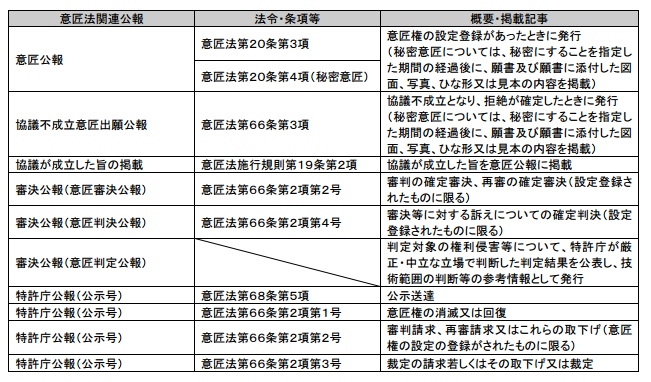 意匠法関連公報 法令・条項等 概要・掲載記事
意匠公報
意匠法第20条第3項
意匠法第20条第4項(秘密意匠)
意匠権の設定登録があったときに発行
(秘密意匠については、秘密にすることを指定し
た期間の経過後に、願書及び願書に添付した図
面、写真、ひな形又は見本の内容を掲載)
協議不成立意匠出願公報 意匠法第66条第3項
協議不成立となり、拒絶が確定したときに発行
(秘密意匠については、秘密にすることを指定し
た期間の経過後に、願書及び願書に添付した図
面、写真、ひな形又は見本の内容を掲載)
協議が成立した旨の掲載 意匠法施行規則第19条第2項 協議が成立した旨を意匠公報に掲載
審決公報(意匠審決公報) 意匠法第66条第2項第2号
審判の確定審決、再審の確定審決(設定登録さ
れたものに限る)
審決公報(意匠判決公報) 意匠法第66条第2項第4号
審決等に対する訴えについての確定判決(設定
登録されたものに限る)
審決公報(意匠判定公報)
判定対象の権利侵害等について、特許庁が厳
正・中立な立場で判断した判定結果を公表し、技
術範囲の判断等の参考情報として発行
特許庁公報(公示号) 意匠法第68条第5項 公示送達
特許庁公報(公示号) 意匠法第66条第2項第1号 意匠権の消滅又は回復
特許庁公報(公示号) 意匠法第66条第2項第2号
審判請求、再審請求又はこれらの取下げ(意匠
権の設定の登録がされたものに限る)
特許庁公報(公示号) 意匠法第66条第2項第3号 裁定の請求若しくはその取下げ又は裁定